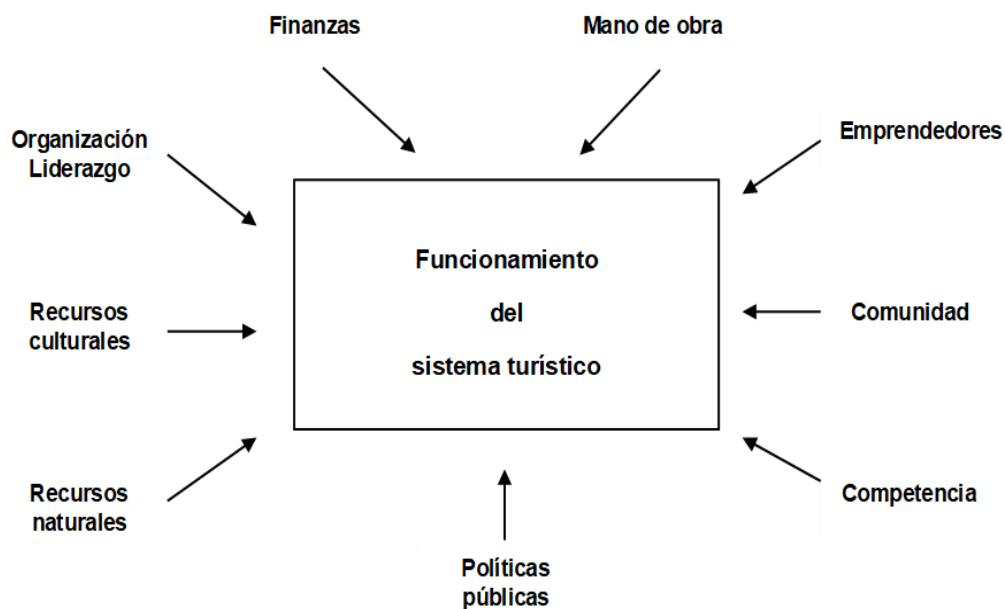 Finanzas
Mano de obra
Organización
Liderazgo
Emprendedores
Funcionamiento
del
sistema turístico
Recursos
culturales
Comunidad
Recursos
naturales
Competencia
Políticas
públicas